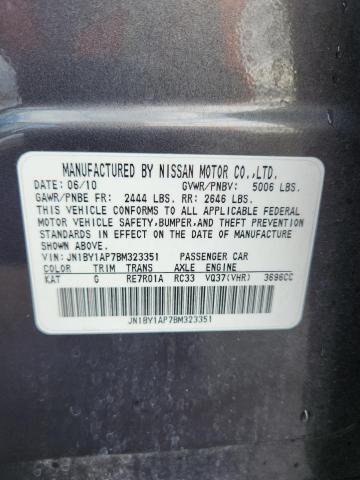 MANUFACTURED BY NISSAN MOTOR CO.,LTD.
DATE: 06/10 GVWR/PNBV: 5006 LBS.
GAWR/PNBE FR: 2444 LBS. RR: 2646 LBS.
THIS VEHICLE CONFORMS TO ALL APPLICABLE FEDERAL
MOTOR VEHICLE SAFETY,BUMPER,AND THEFT PREVENTION
STANDARDS IN EFFECT ON THE DATE OF MANUFACTURE
SHOWN ABOVE.
VIN: JN1BY1AP7BM323351 PASSENGER CAR
COLOR TRIM TRANS AXLE ENGINE
KAT G RE7R01A RC33 VQ37(VHR) 3696CC
JN1BY1AP7BM323351